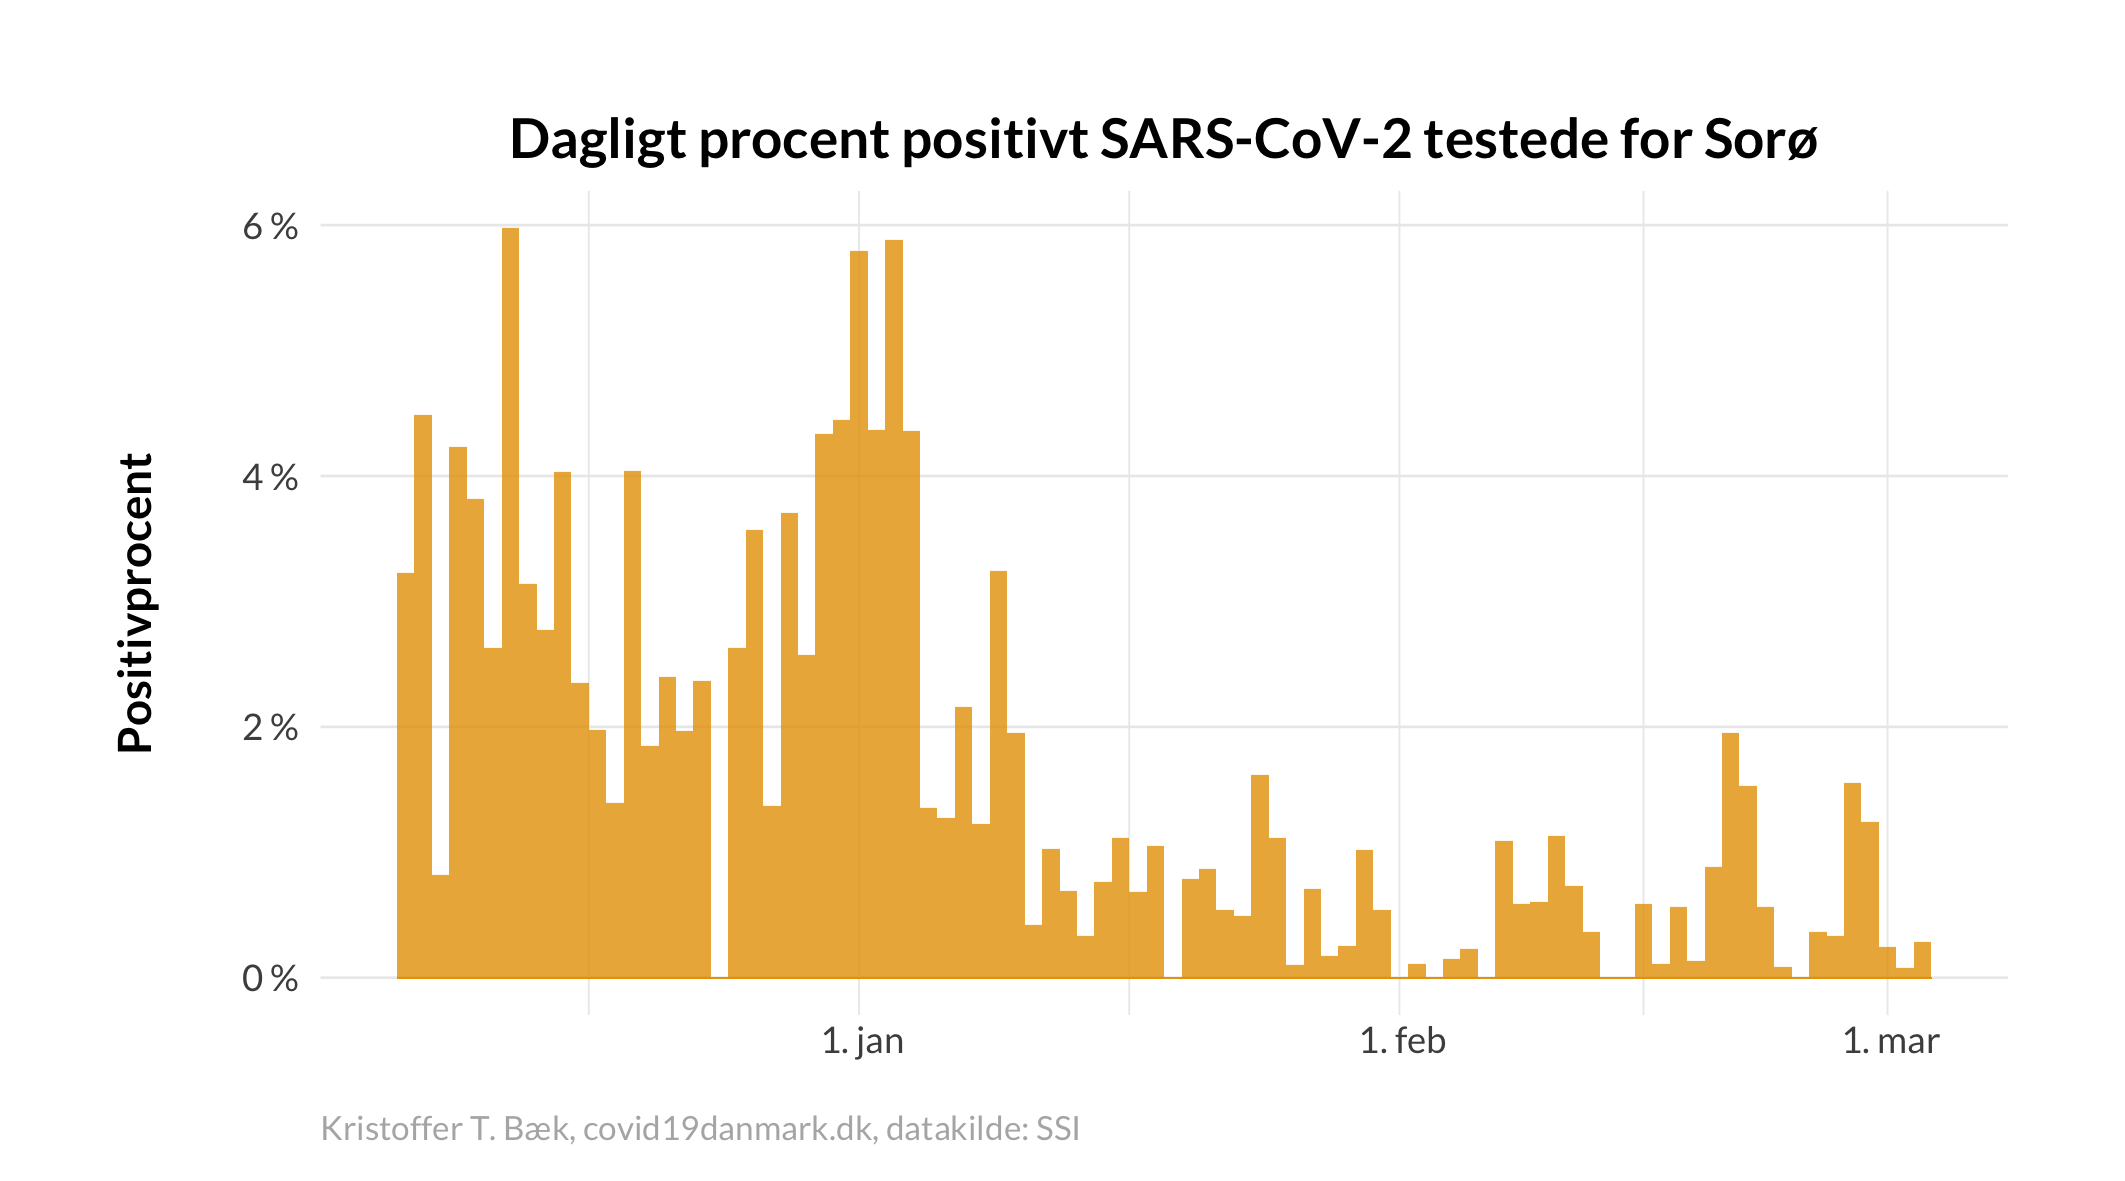 Dagligt procent positivt SARS-CoV-2 testede for Sorø
Positivprocent
6 %
4 %
2 %
0 %
1. jan
1. feb
1. mar
Kristoffer T. Bæk, covid19danmark.dk, datakilde: SSI